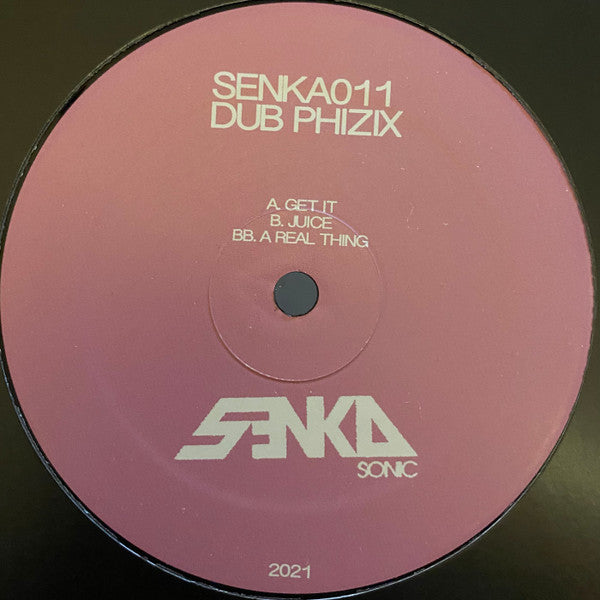 SENKA011
DUB PHIZIX
A. GET IT
B. JUICE
BB. A REAL THING
SENKA
SONIC
2021